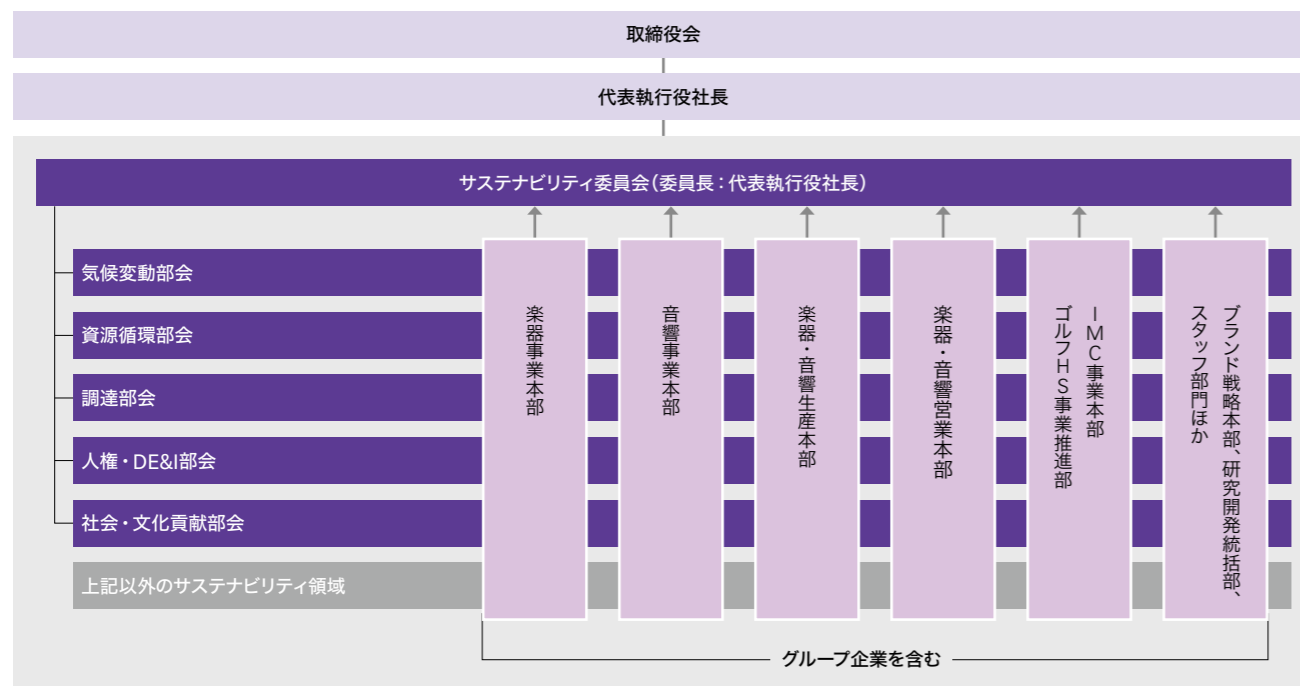 取締役会
代表執行役社長
サステナビリティ委員会（委員長：代表執行役社長）
気候変動部会
資源循環部会
調達部会
人権・DE&I部会
社会・文化貢献部会
上記以外のサステナビリティ領域
楽器事業本部
音響事業本部
楽器・音響生産本部
楽器・音響営業本部
IMC事業本部
ゴルフHS事業推進部
ブランド戦略本部、研究開発統括部、
スタッフ部門ほか
グループ企業を含む